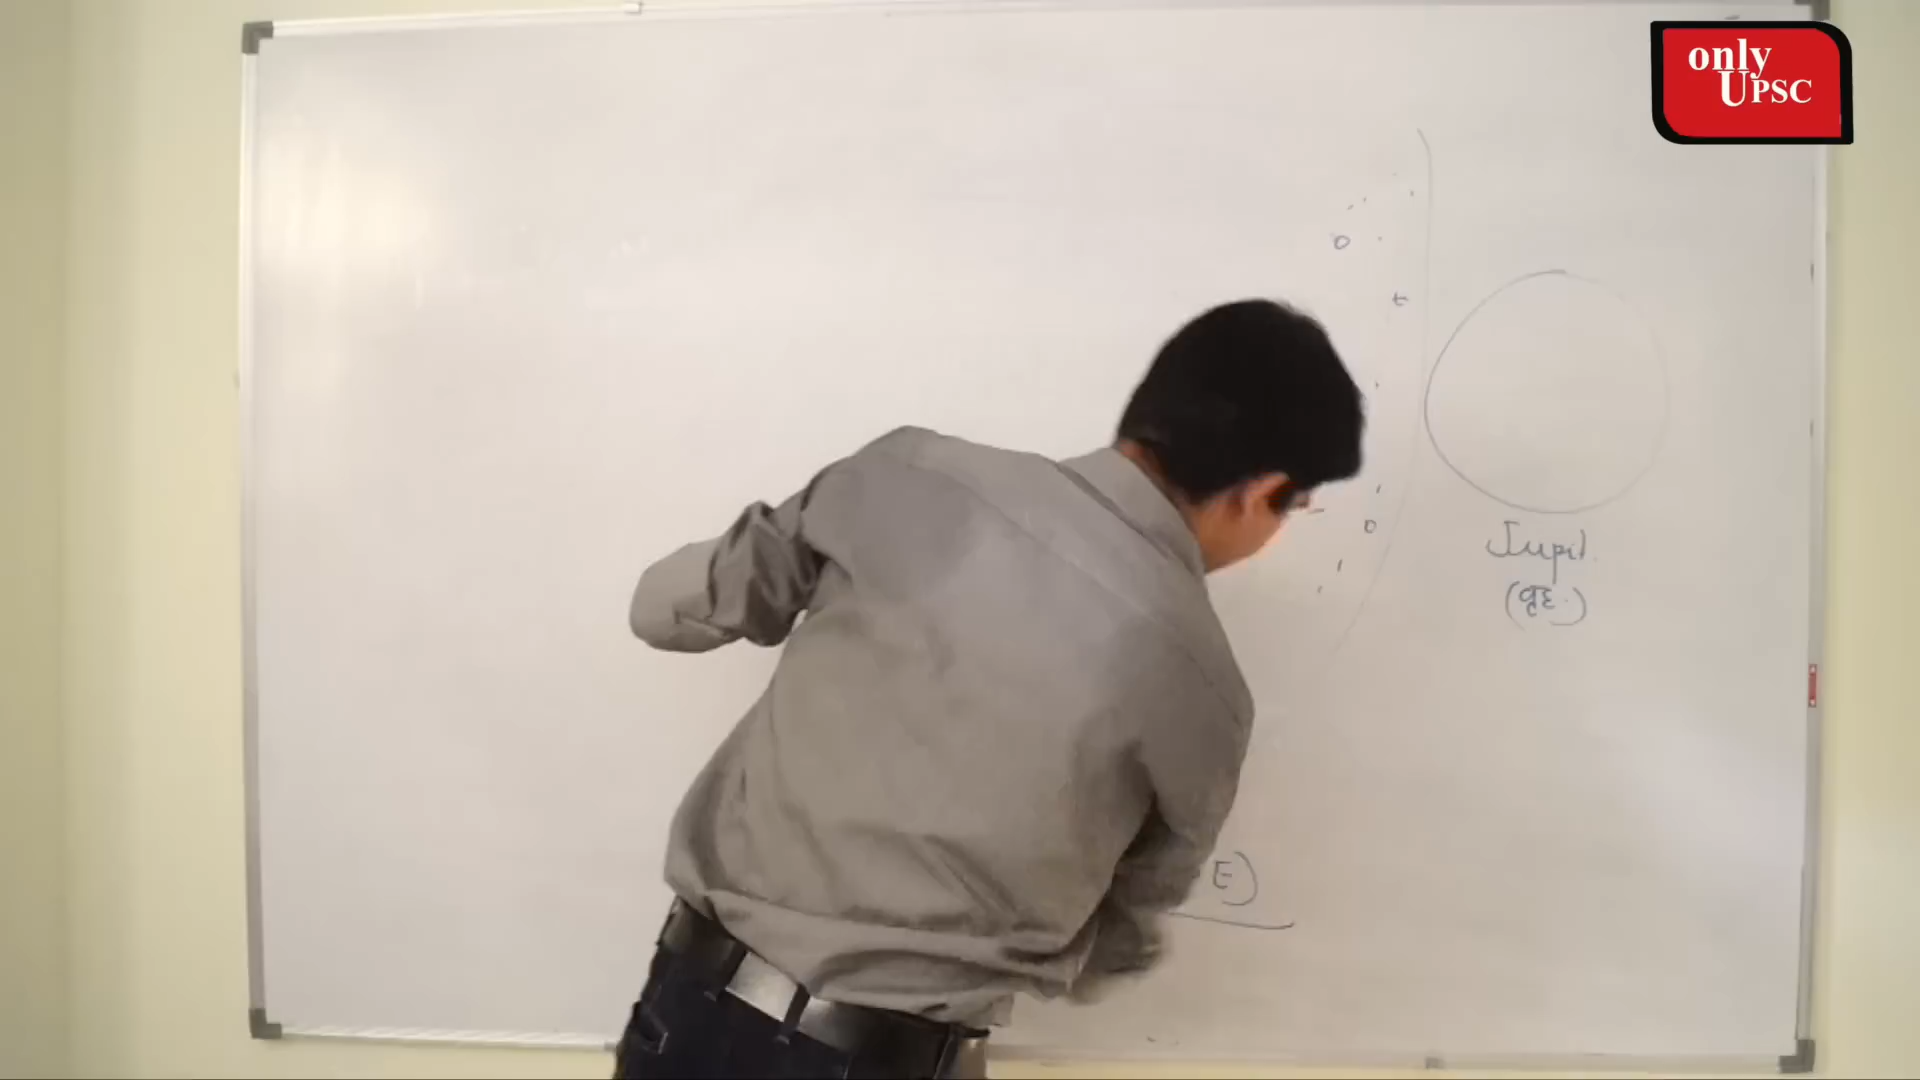 only
UPSC
Jupi.
(बृह.)
E)